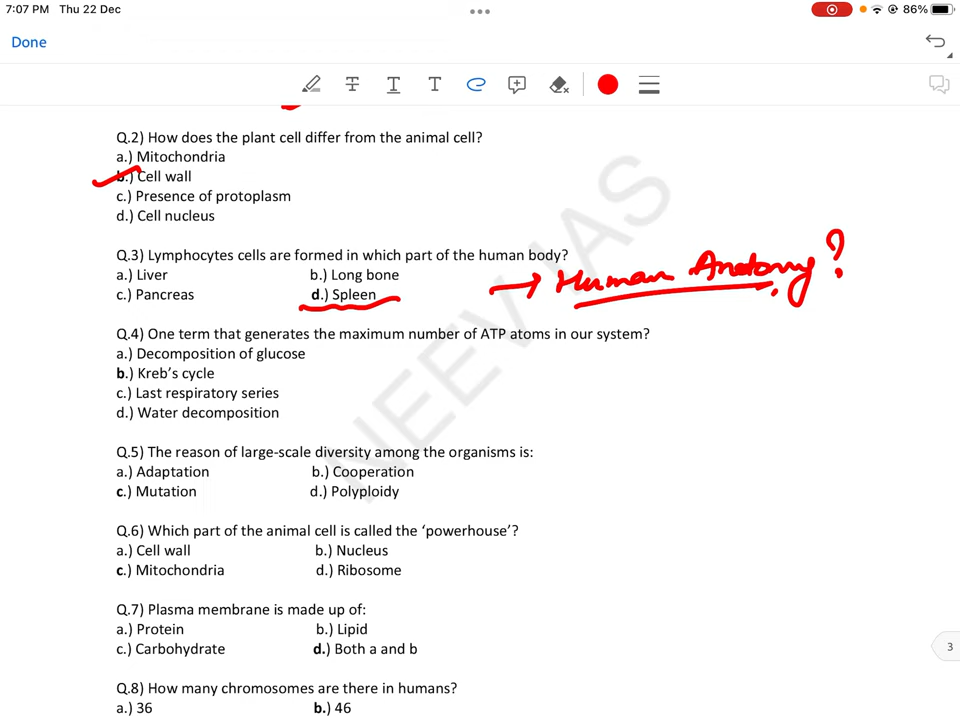 7:07 PM Thu 22 Dec
86%
Done
T T
Q.2) How does the plant cell differ from the animal cell?
a.) Mitochondria
b.) Cell wall
c.) Presence of protoplasm
d.) Cell nucleus
Q.3) Lymphocytes cells are formed in which part of the human body?
a.) Liver b.) Long bone
c.) Pancreas d.) Spleen
→ Human Anatomy?
Q.4) One term that generates the maximum number of ATP atoms in our system?
a.) Decomposition of glucose
b.) Kreb’s cycle
c.) Last respiratory series
d.) Water decomposition
Q.5) The reason of large-scale diversity among the organisms is:
a.) Adaptation b.) Cooperation
c.) Mutation d.) Polyploidy
Q.6) Which part of the animal cell is called the ‘powerhouse’?
a.) Cell wall b.) Nucleus
c.) Mitochondria d.) Ribosome
Q.7) Plasma membrane is made up of:
a.) Protein b.) Lipid
c.) Carbohydrate d.) Both a and b
3
Q.8) How many chromosomes are there in humans?
a.) 36 b.) 46
NEEV IAS